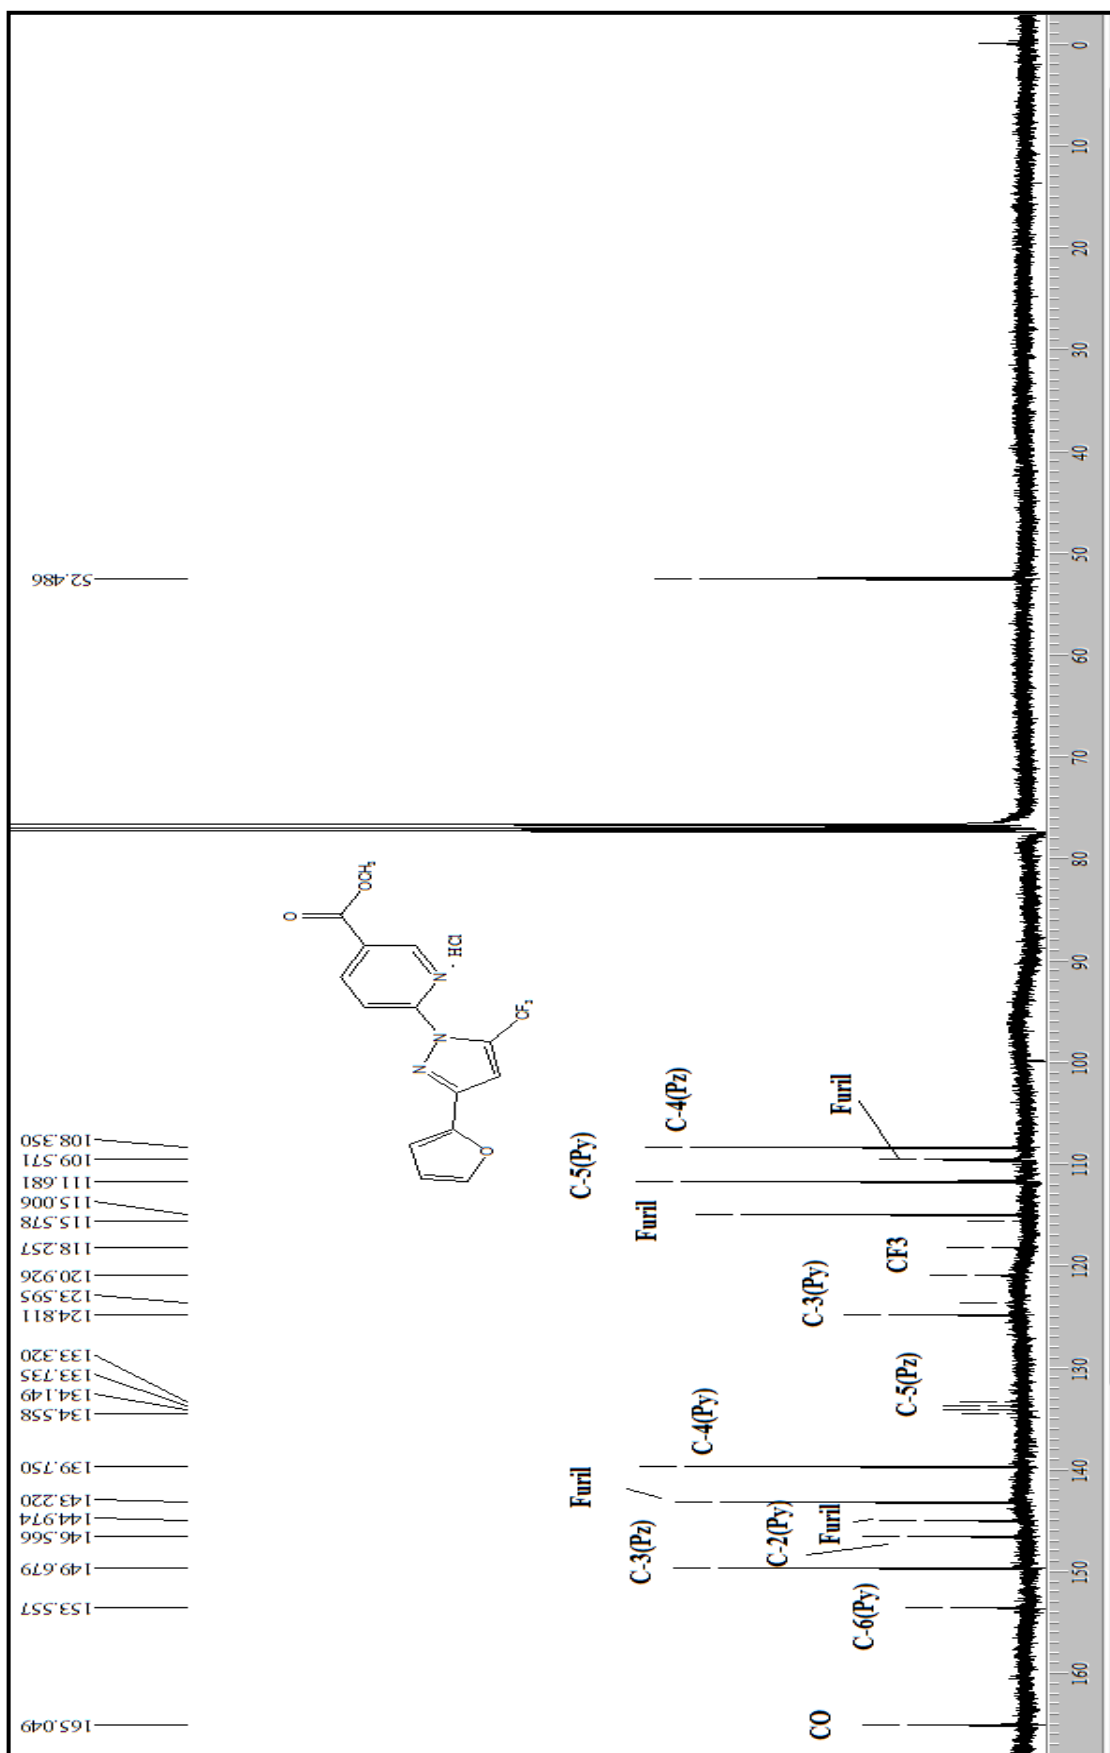 165.049
153.557
149.679
146.566
144.974
143.220
139.750
134.558
134.149
133.735
133.320
124.811
123.595
120.926
118.257
115.578
115.006
111.681
109.571
108.350
52.486
O
OCH3
N
· HCl
N
N
CF3
O
CO
C-6(Py)
C-3(Pz)
C-2(Py)
Furil
Furil
C-4(Py)
C-5(Pz)
C-3(Py)
CF3
Furil
C-5(Py)
C-4(Pz)
Furil
160 150 140 130 120 110 100 90 80 70 60 50 40 30 20 10 0